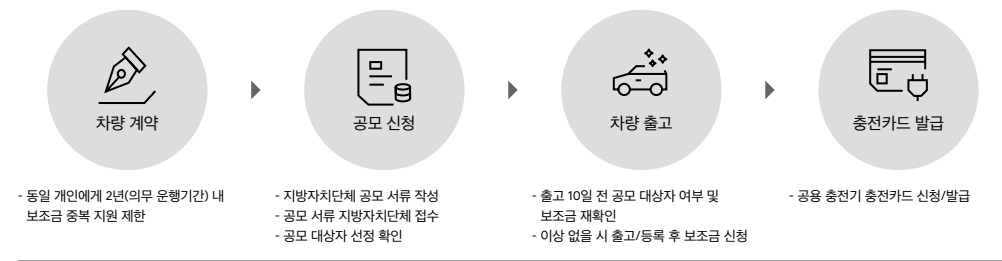 차량 계약
- 동일 개인에게 2년(의무 운행기간) 내
보조금 중복 지원 제한
공모 신청
- 지방자치단체 공모 서류 작성
- 공모 서류 지방자치단체 접수
- 공모 대상자 선정 확인
차량 출고
- 출고 10일 전 공모 대상자 여부 및
보조금 재확인
- 이상 없을 시 출고/등록 후 보조금 신청
충전카드 발급
- 공용 충전기 충전카드 신청/발급